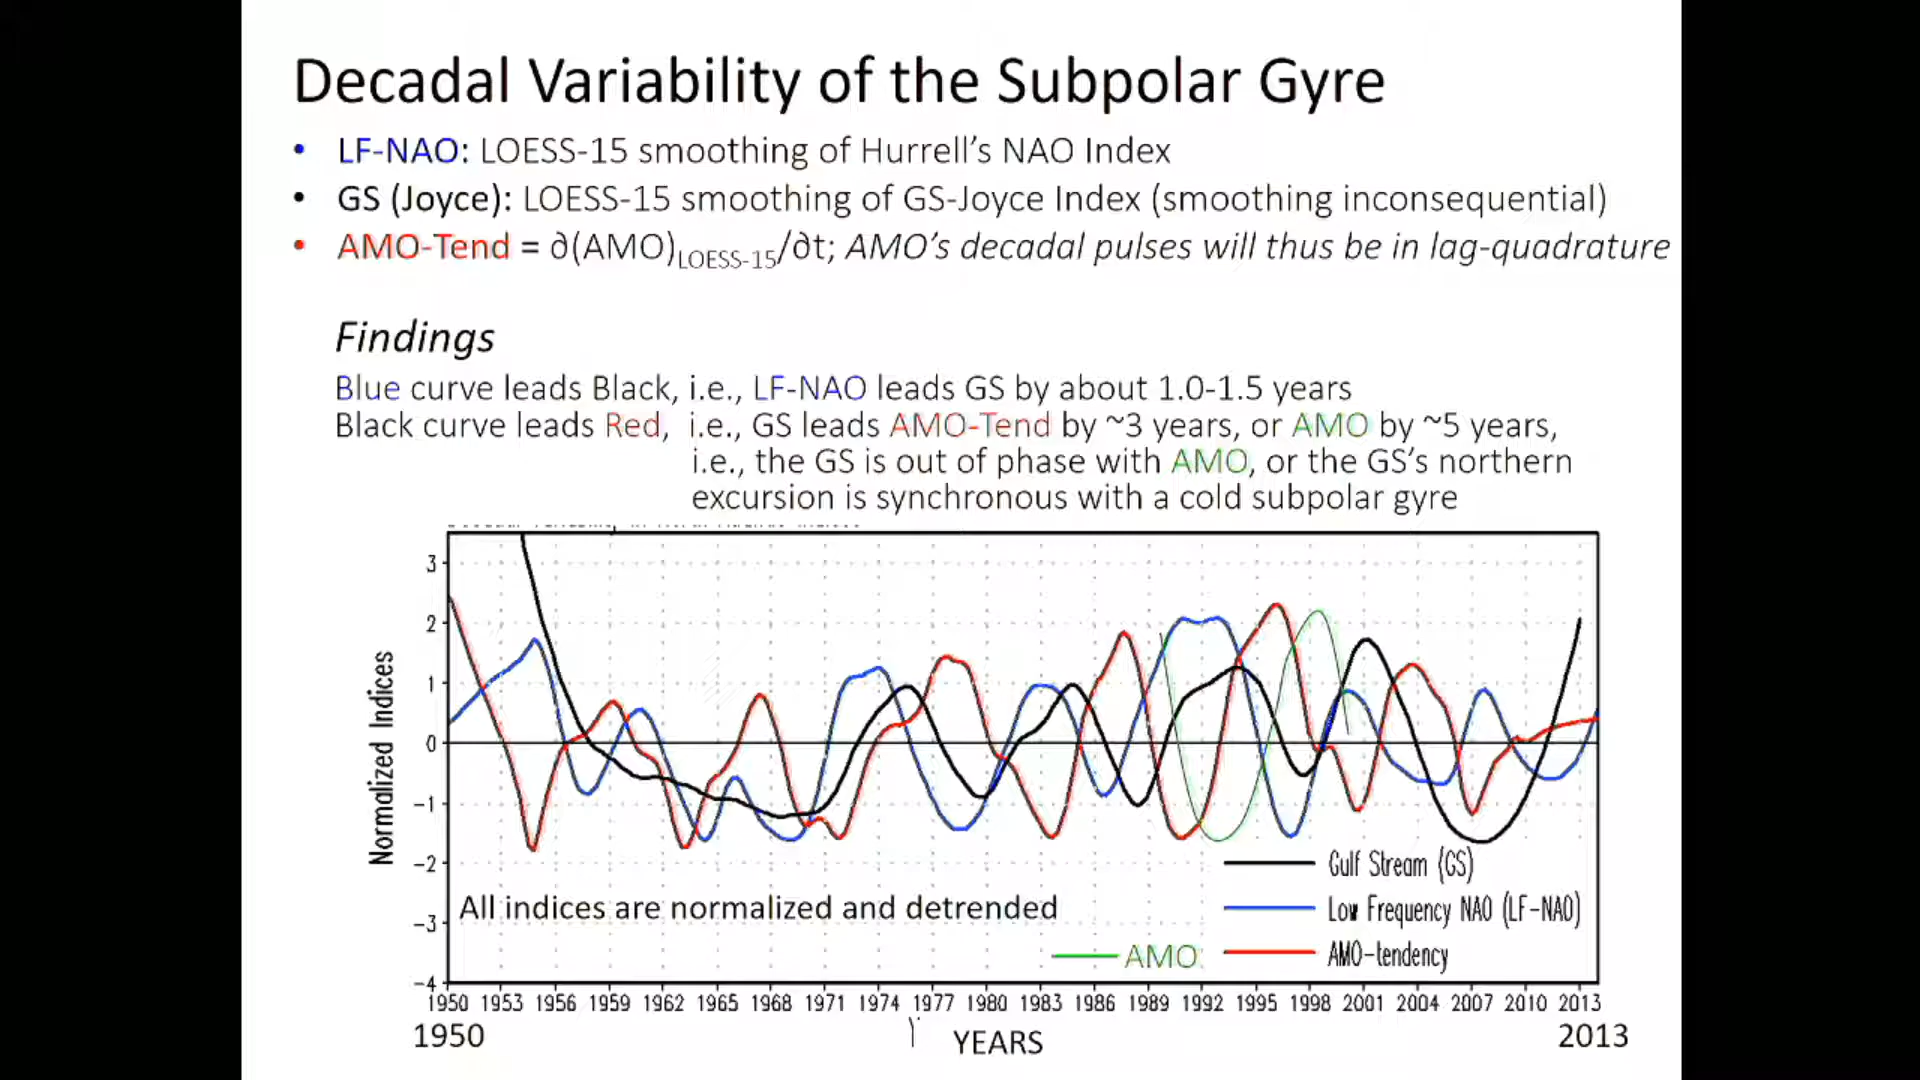 Decadal Variability of the Subpolar Gyre
• LF-NAO: LOESS-15 smoothing of Hurrell’s NAO Index
• GS (Joyce): LOESS-15 smoothing of GS-Joyce Index (smoothing inconsequential)
• AMO-Tend = ∂(AMO)LOESS-15/∂t; AMO’s decadal pulses will thus be in lag-quadrature
Findings
Blue curve leads Black, i.e., LF-NAO leads GS by about 1.0-1.5 years
Black curve leads Red, i.e., GS leads AMO-Tend by ~3 years, or AMO by ~5 years,
i.e., the GS is out of phase with AMO, or the GS’s northern
excursion is synchronous with a cold subpolar gyre
3
2
1
0
−1
−2
−3
−4
Normalized Indices
Gulf Stream (GS)
Low Frequency NAO (LF-NAO)
AMO-tendency
AMO
All indices are normalized and detrended
1950 1953 1956 1959 1962 1965 1968 1971 1974 1977 1980 1983 1986 1989 1992 1995 1998 2001 2004 2007 2010 2013
1950 YEARS 2013